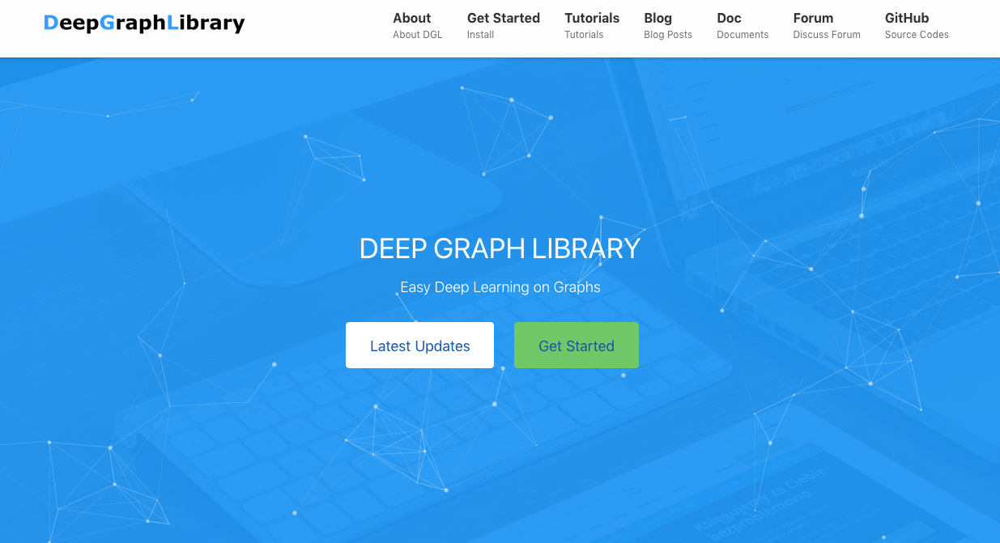 DeepGraphLibrary
About
About DGL
Get Started
Install
Tutorials
Tutorials
Blog
Blog Posts
Doc
Documents
Forum
Discuss Forum
GitHub
Source Codes
DEEP GRAPH LIBRARY
Easy Deep Learning on Graphs
Latest Updates
Get Started
Księgujemy za Ciebie
bezproblemowo